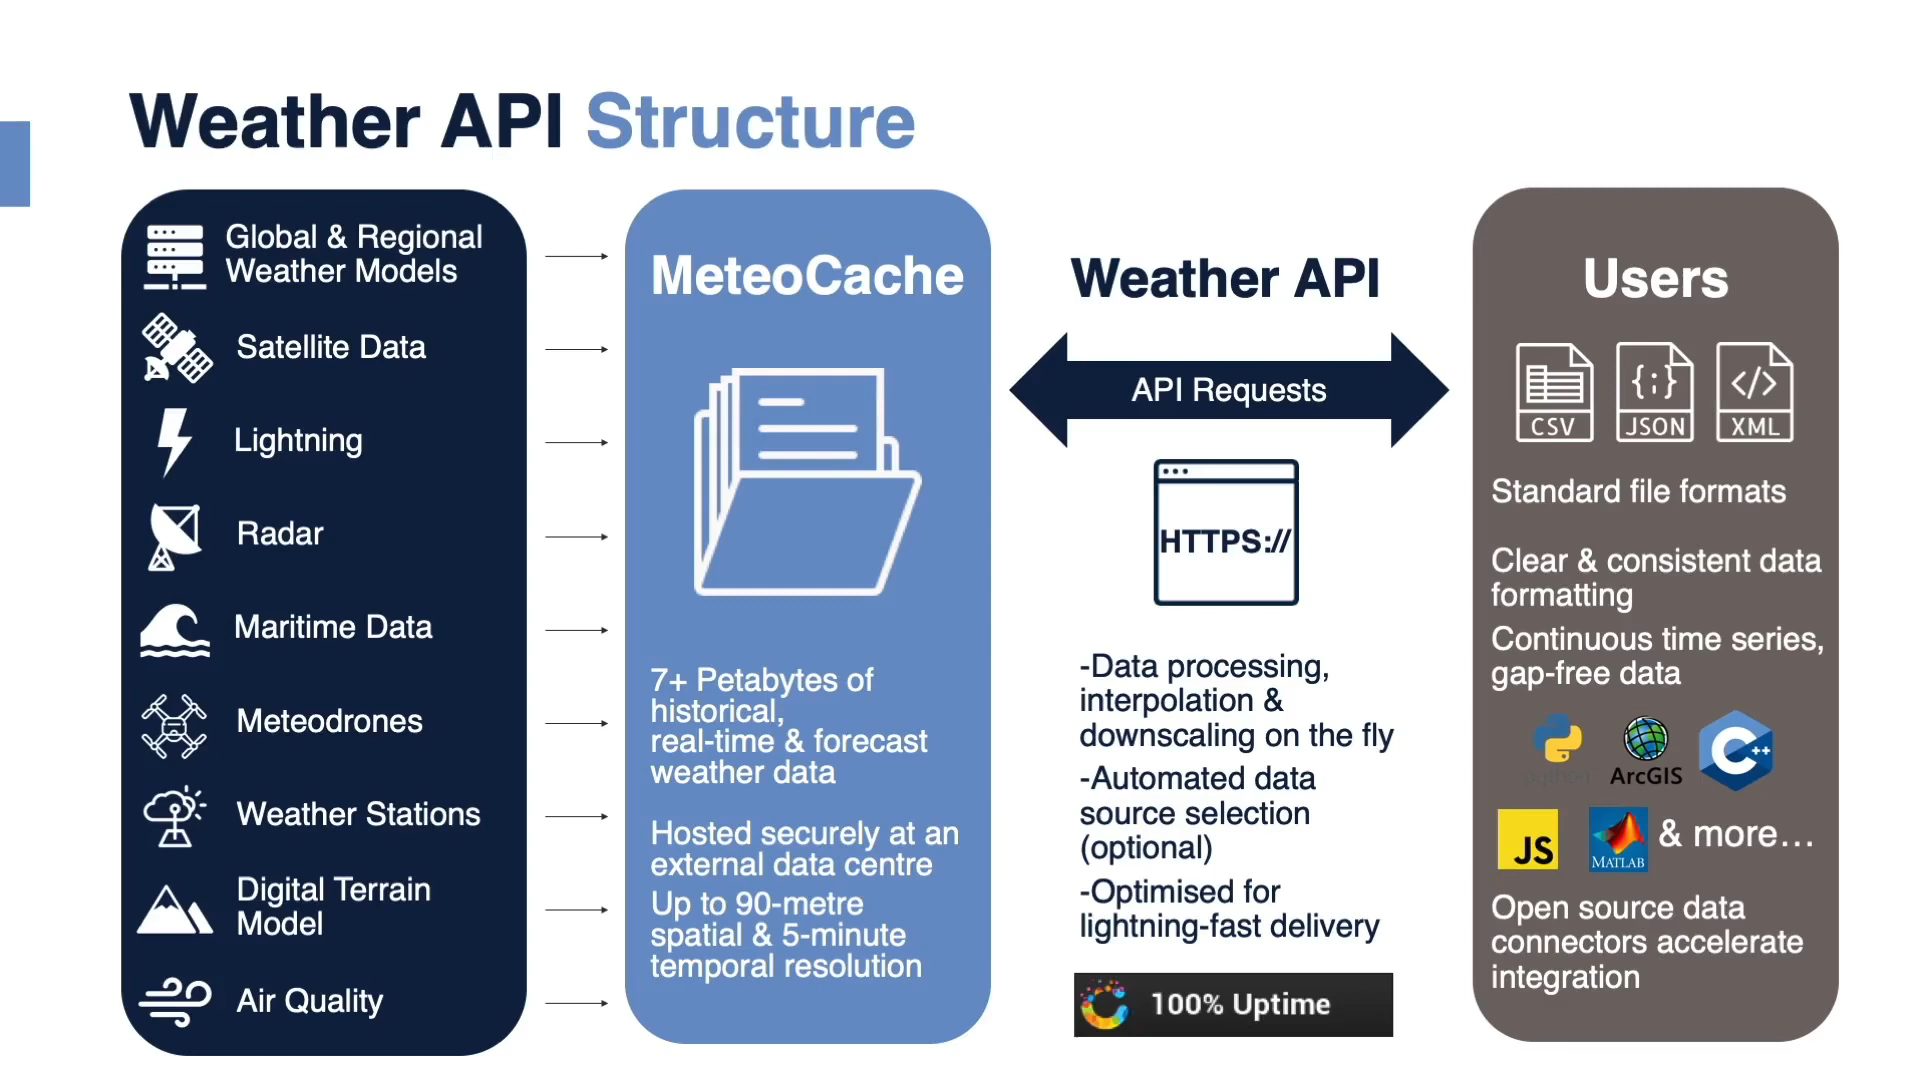 Weather API Structure
Global & Regional
Weather Models
Satellite Data
Lightning
Radar
Maritime Data
Meteodrones
Weather Stations
Digital Terrain
Model
Air Quality
MeteoCache
7+ Petabytes of
historical,
real-time & forecast
weather data
Hosted securely at an
external data centre
Up to 90-metre
spatial & 5-minute
temporal resolution
Weather API
API Requests
HTTPS://
-Data processing,
interpolation &
downscaling on the fly
-Automated data
source selection
(optional)
-Optimised for
lightning-fast delivery
100% Uptime
Users
CSV {;} JSON </> XML
Standard file formats
Clear & consistent data
formatting
Continuous time series,
gap-free data
python ArcGIS C++
JS MATLAB & more...
Open source data
connectors accelerate
integration